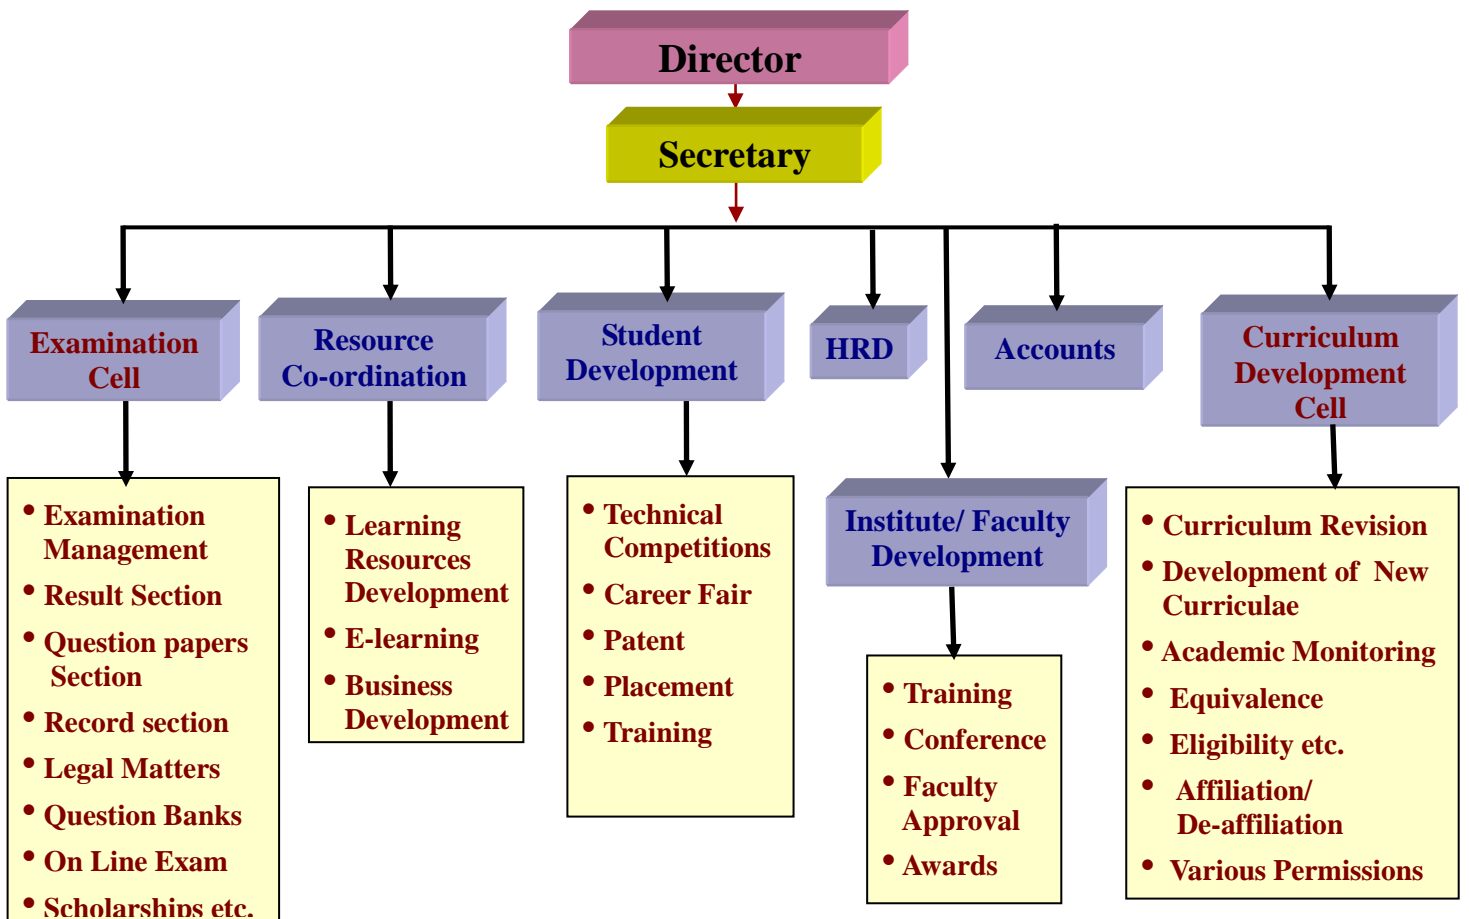 Director
Secretary
Examination
Cell
Resource
Co-ordination
Student
Development
HRD
Accounts
Curriculum
Development
Cell
• Examination
Management
• Result Section
• Question papers
Section
• Record section
• Legal Matters
• Question Banks
• On Line Exam
• Scholarships etc.
• Learning
Resources
Development
• E-learning
• Business
Development
• Technical
Competitions
• Career Fair
• Patent
• Placement
• Training
Institute/ Faculty
Development
• Training
• Conference
• Faculty
Approval
• Awards
• Curriculum Revision
• Development of New
Curriculae
• Academic Monitoring
• Equivalence
• Eligibility etc.
• Affiliation/
De-affiliation
• Various Permissions